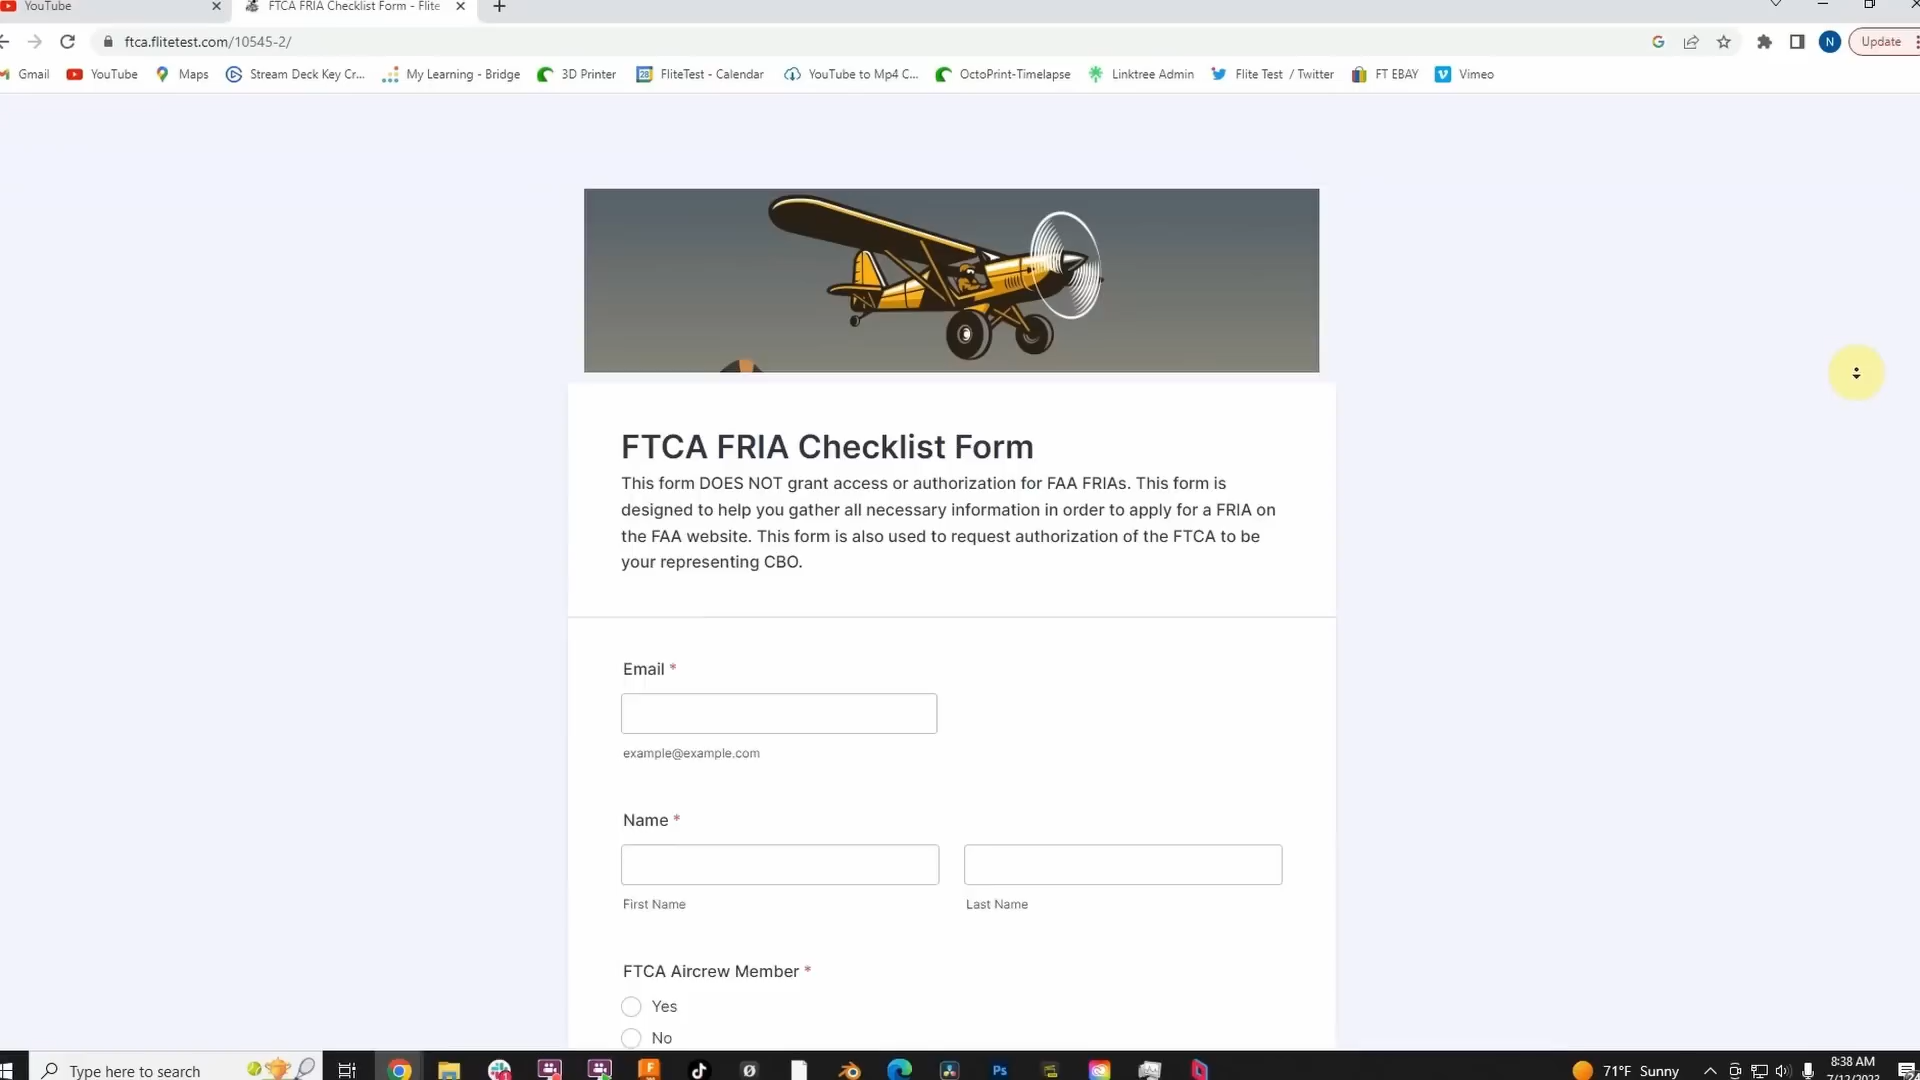 YouTube
FTCA FRIA Checklist Form - Flite
ftca.flitetest.com/10545-2/
N
Update
Gmail
YouTube
Maps
Stream Deck Key Cr...
My Learning - Bridge
3D Printer
FliteTest - Calendar
YouTube to Mp4 C...
OctoPrint-Timelapse
Linktree Admin
Flite Test / Twitter
FT EBAY
Vimeo
FTCA FRIA Checklist Form
This form DOES NOT grant access or authorization for FAA FRIAs. This form is
designed to help you gather all necessary information in order to apply for a FRIA on
the FAA website. This form is also used to request authorization of the FTCA to be
your representing CBO.
Email *
example@example.com
Name *
First Name
Last Name
FTCA Aircrew Member *
Yes
No
Type here to search
Ps
71°F Sunny
8:38 AM